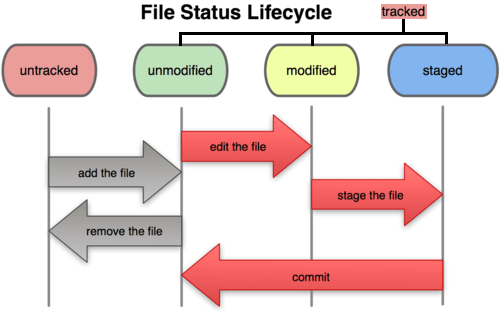 File Status Lifecycle
tracked
untracked
unmodified
modified
staged
edit the file
add the file
stage the file
remove the file
commit